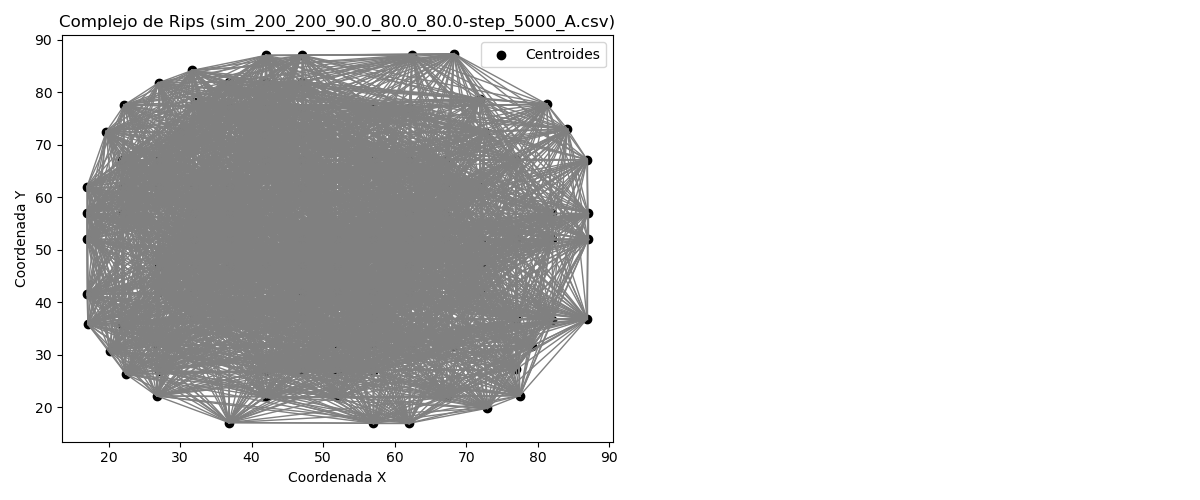 Complejo de Rips (sim_200_200_90.0_80.0_80.0-step_5000_A.csv)
90
80
70
60
50
40
30
20
Coordenada Y
Centroides
20 30 40 50 60 70 80 90
Coordenada X